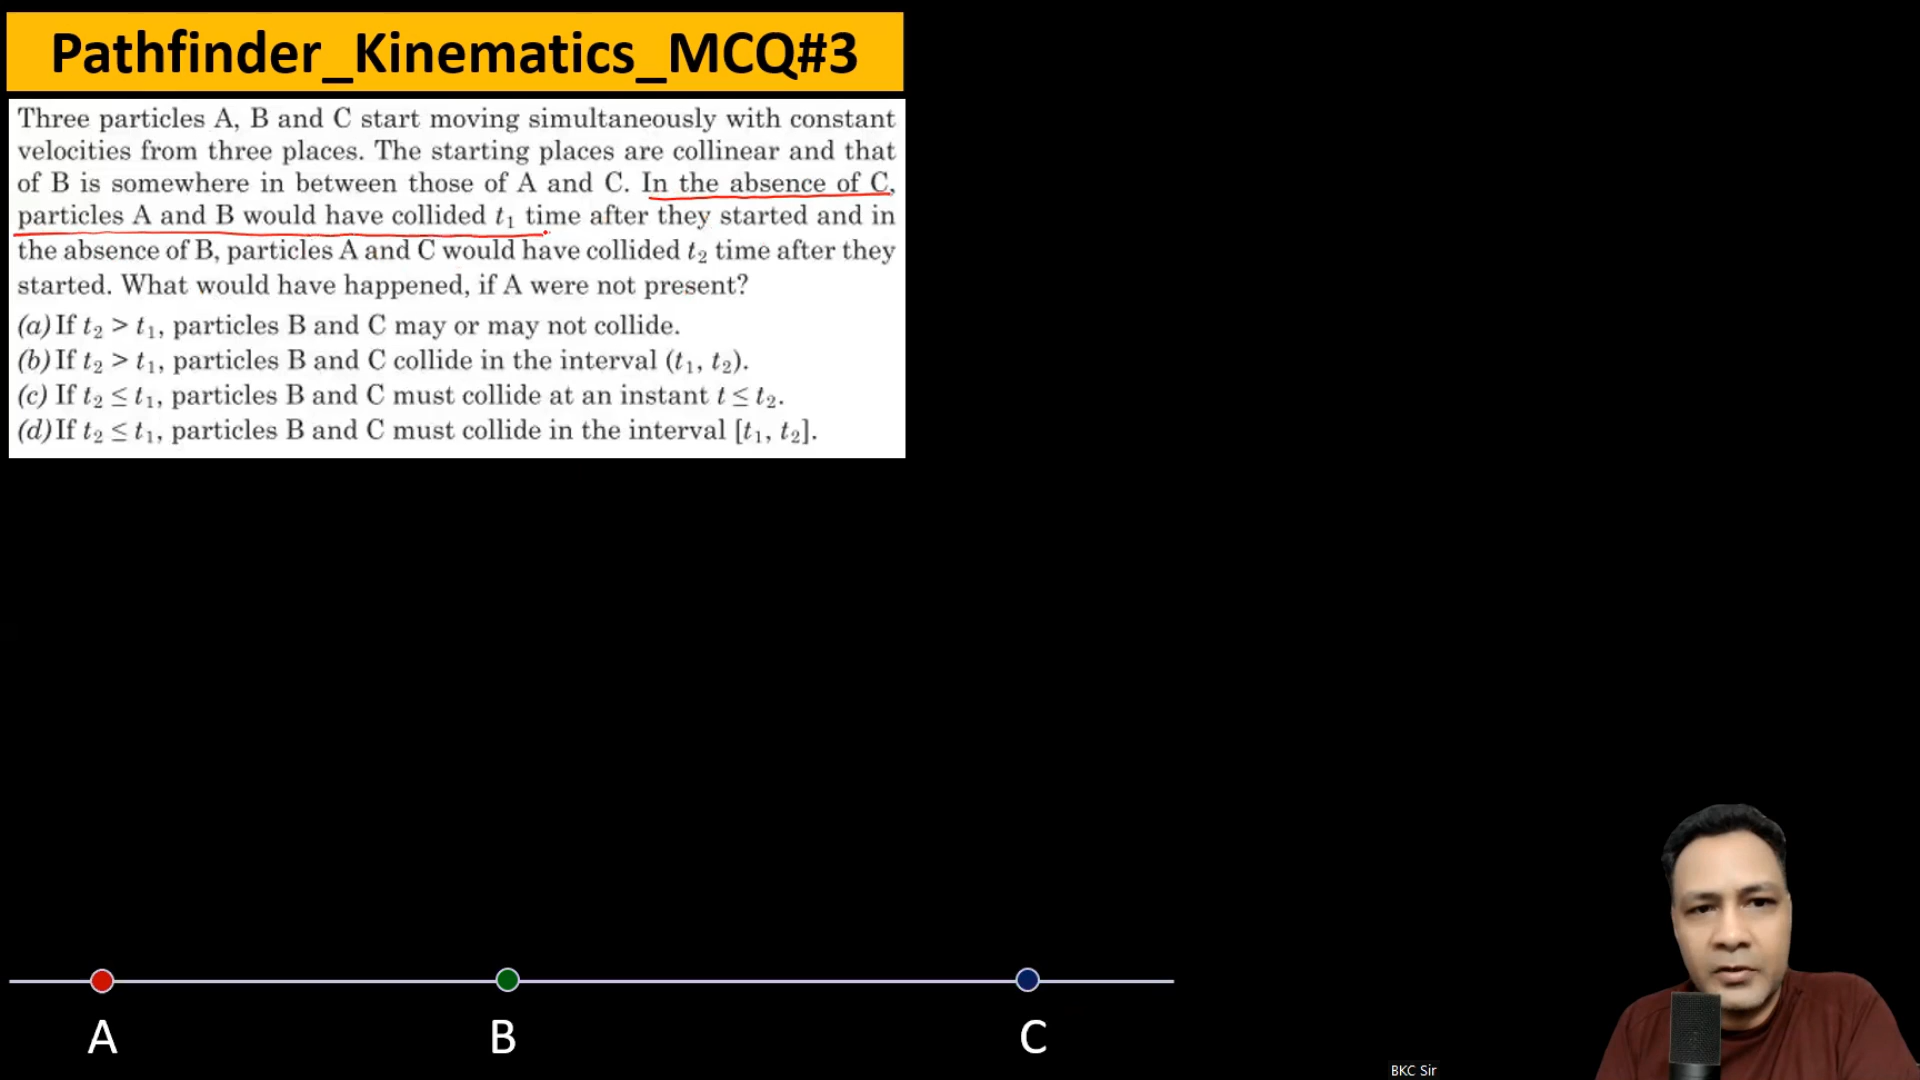 Pathfinder_Kinematics_MCQ#3
Three particles A, B and C start moving simultaneously with constant
velocities from three places. The starting places are collinear and that
of B is somewhere in between those of A and C. In the absence of C,
particles A and B would have collided t₁ time after they started and in
the absence of B, particles A and C would have collided t₂ time after they
started. What would have happened, if A were not present?
(a) If t₂ > t₁, particles B and C may or may not collide.
(b) If t₂ > t₁, particles B and C collide in the interval (t₁, t₂).
(c) If t₂ ≤ t₁, particles B and C must collide at an instant t ≤ t₂.
(d) If t₂ ≤ t₁, particles B and C must collide in the interval [t₁, t₂].
A B C
BKC Sir